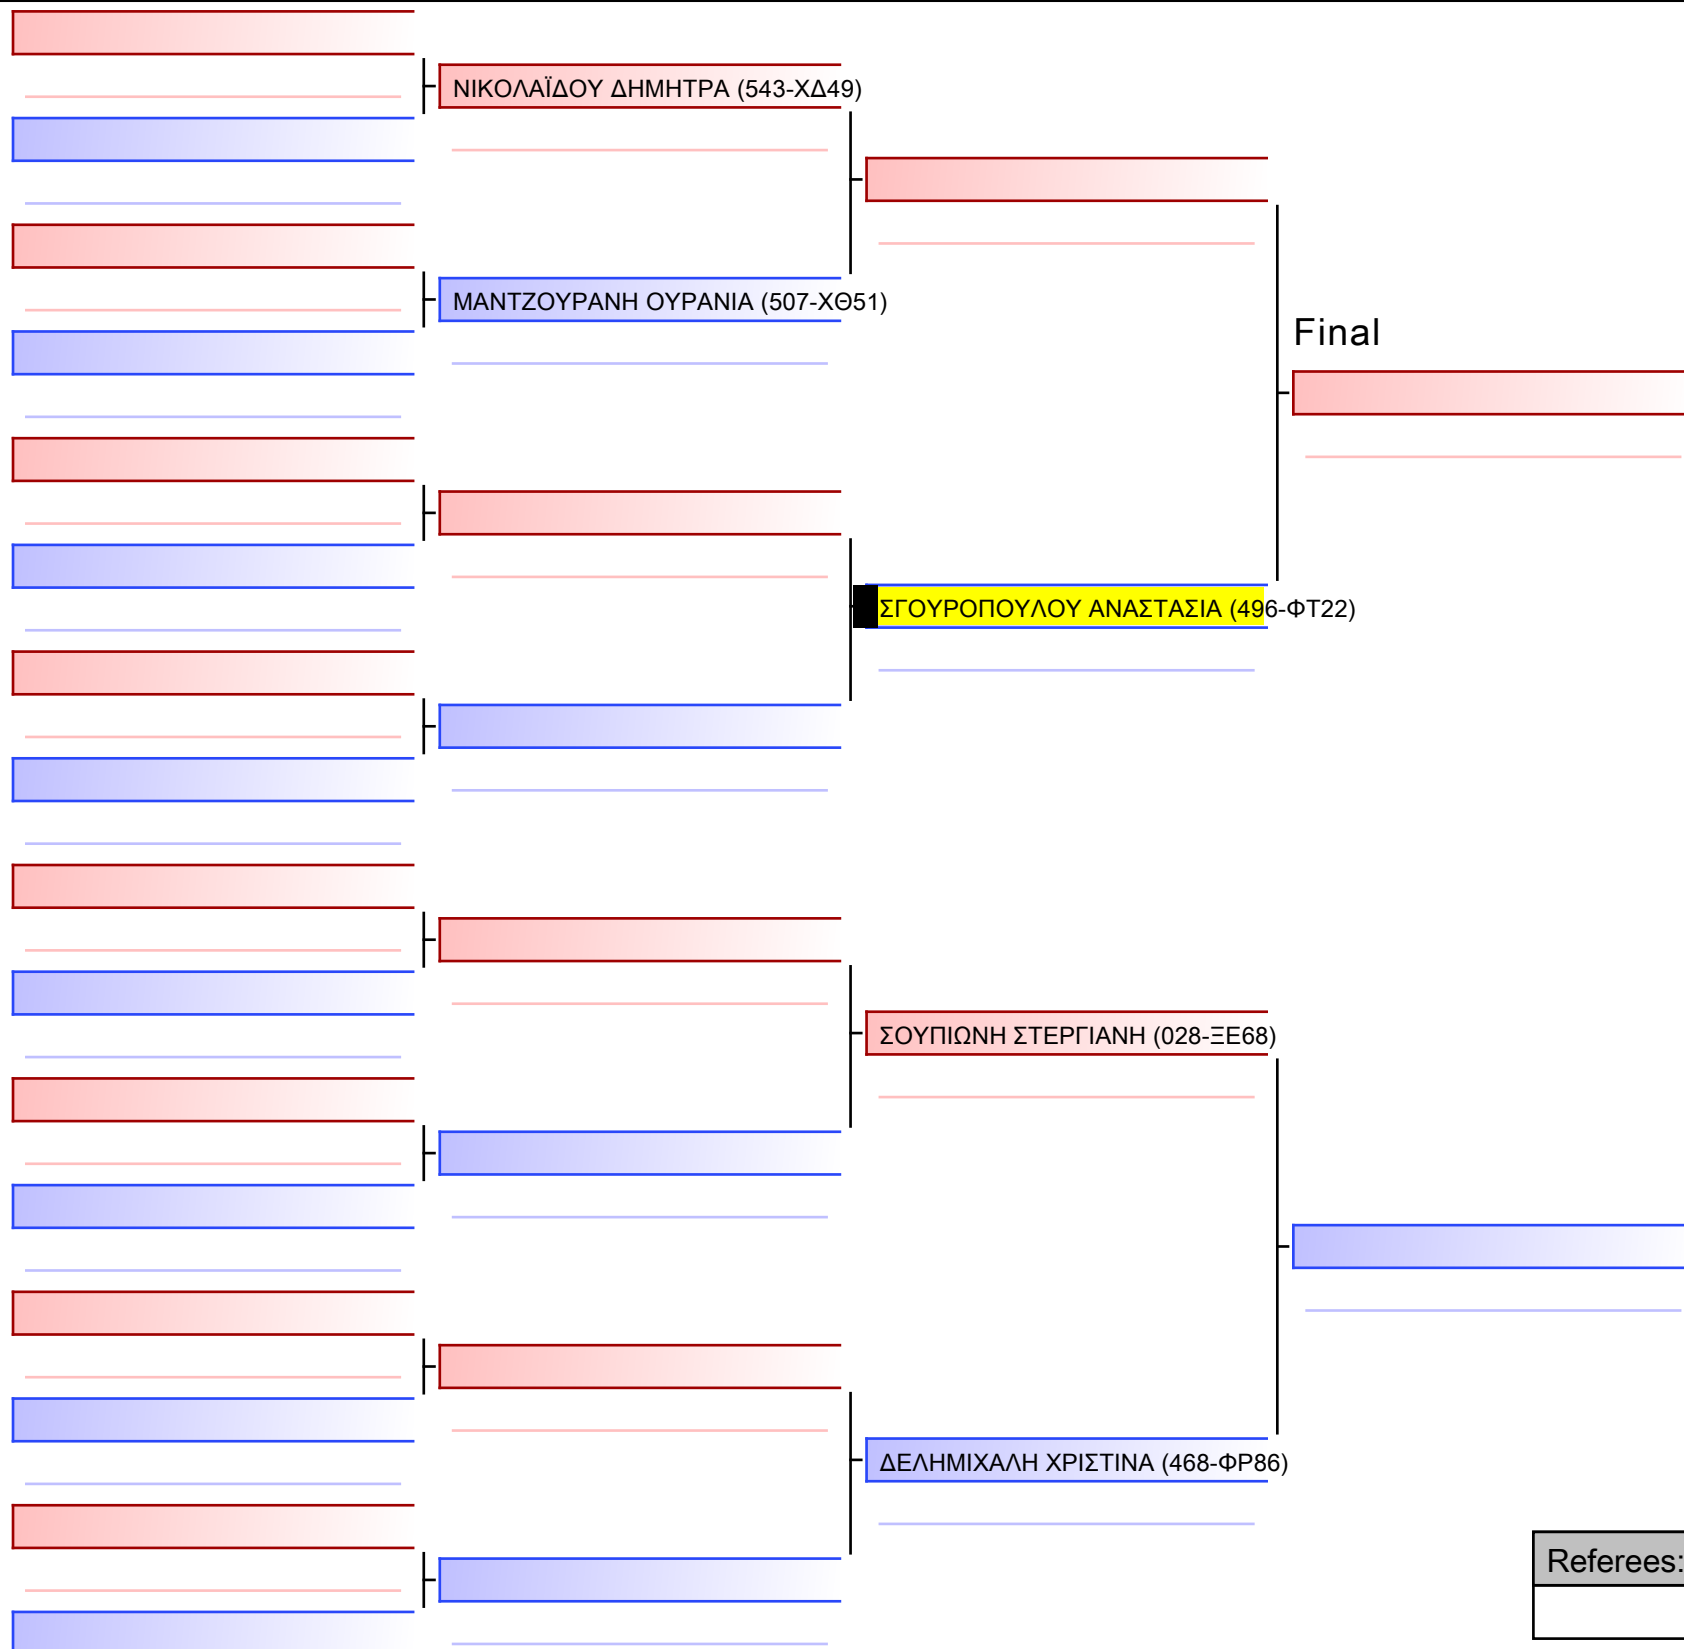 ΝΙΚΟΛΑΪΔΟΥ ΔΗΜΗΤΡΑ (543-ΧΔ49)
ΜΑΝΤΖΟΥΡΑΝΗ ΟΥΡΑΝΙΑ (507-ΧΘ51)
Final
ΣΓΟΥΡΟΠΟΥΛΟΥ ΑΝΑΣΤΑΣΙΑ (496-ΦΤ22)
ΣΟΥΠΙΩΝΗ ΣΤΕΡΓΙΑΝΗ (028-ΞΕ68)
ΔΕΛΗΜΙΧΑΛΗ ΧΡΙΣΤΙΝΑ (468-ΦΡ86)
Referees: